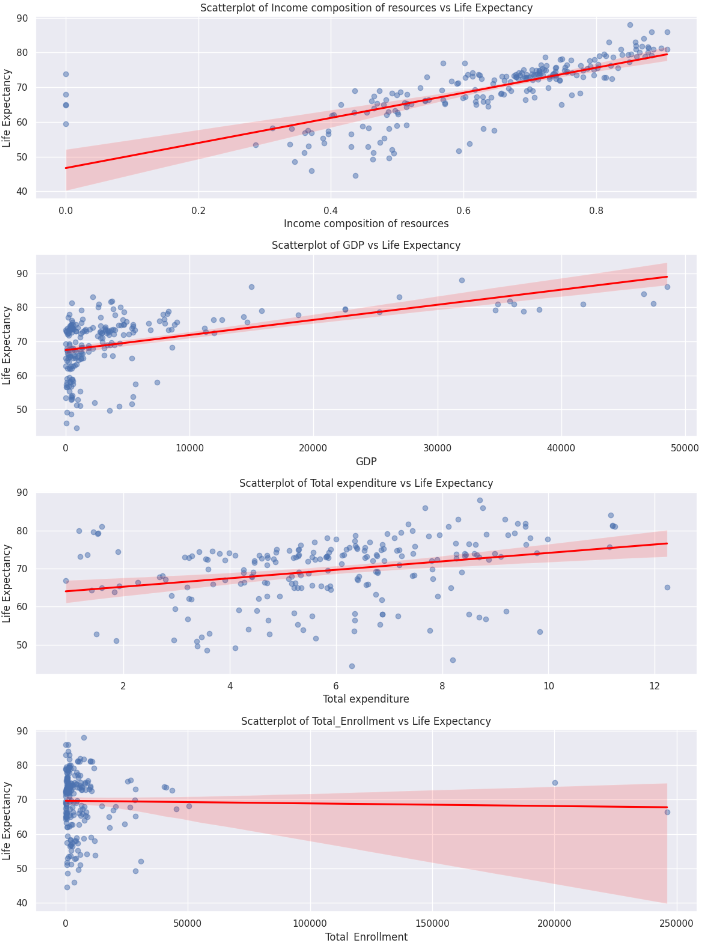 Scatterplot of Income composition of resources vs Life Expectancy
90
80
70
60
50
40
Life Expectancy
0.0 0.2 0.4 0.6 0.8
Income composition of resources
Scatterplot of GDP vs Life Expectancy
90
80
70
60
50
Life Expectancy
0 10000 20000 30000 40000 50000
GDP
Scatterplot of Total expenditure vs Life Expectancy
90
80
70
60
50
Life Expectancy
2 4 6 8 10 12
Total expenditure
Scatterplot of Total_Enrollment vs Life Expectancy
90
80
70
60
50
40
Life Expectancy
0 50000 100000 150000 200000 250000
Total_Enrollment